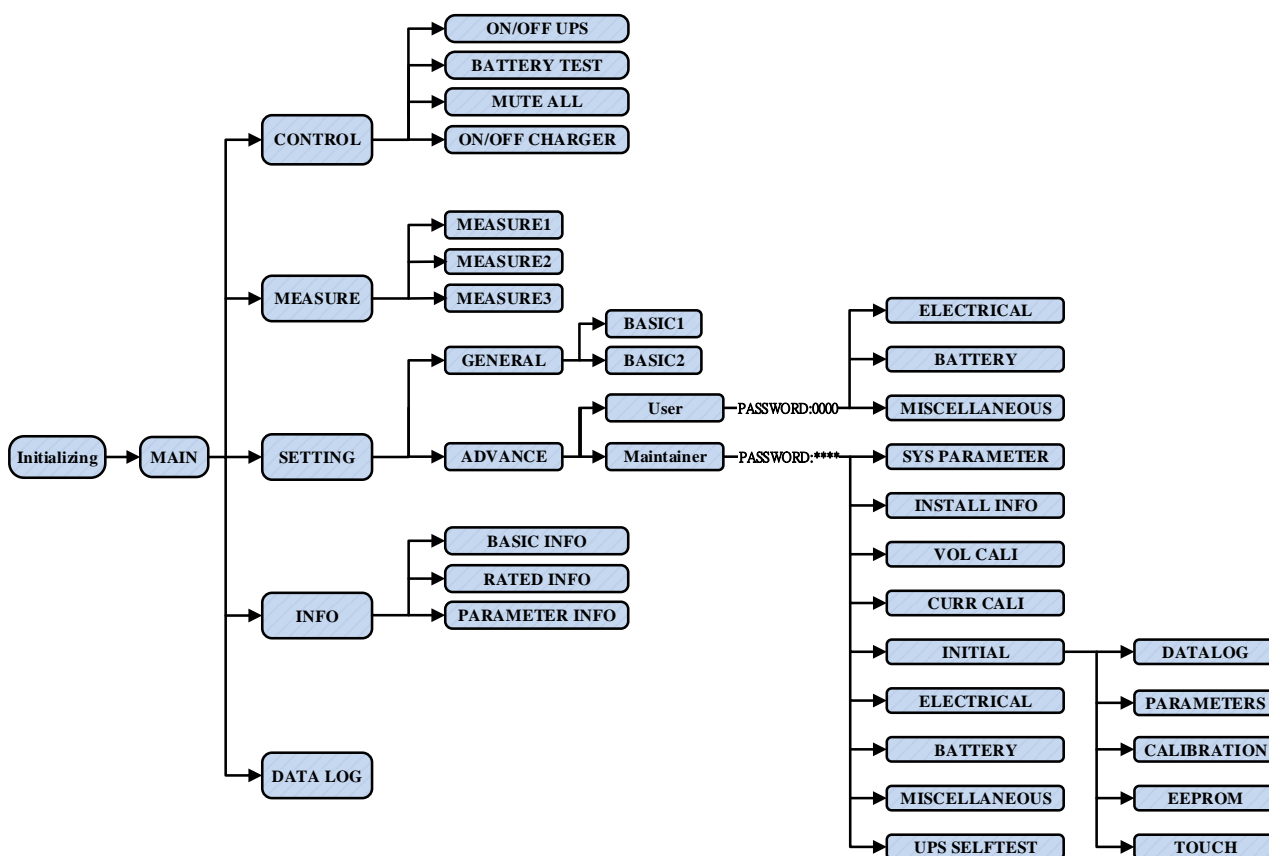 Initializing
MAIN
CONTROL
ON/OFF UPS
BATTERY TEST
MUTE ALL
ON/OFF CHARGER
MEASURE
MEASURE1
MEASURE2
MEASURE3
SETTING
GENERAL
BASIC1
BASIC2
ADVANCE
User
PASSWORD:0000
ELECTRICAL
BATTERY
MISCELLANEOUS
Maintainer
PASSWORD:****
SYS PARAMETER
INSTALL INFO
VOL CALI
CURR CALI
INITIAL
DATALOG
PARAMETERS
CALIBRATION
EEPROM
TOUCH
ELECTRICAL
BATTERY
MISCELLANEOUS
UPS SELFTEST
INFO
BASIC INFO
RATED INFO
PARAMETER INFO
DATA LOG